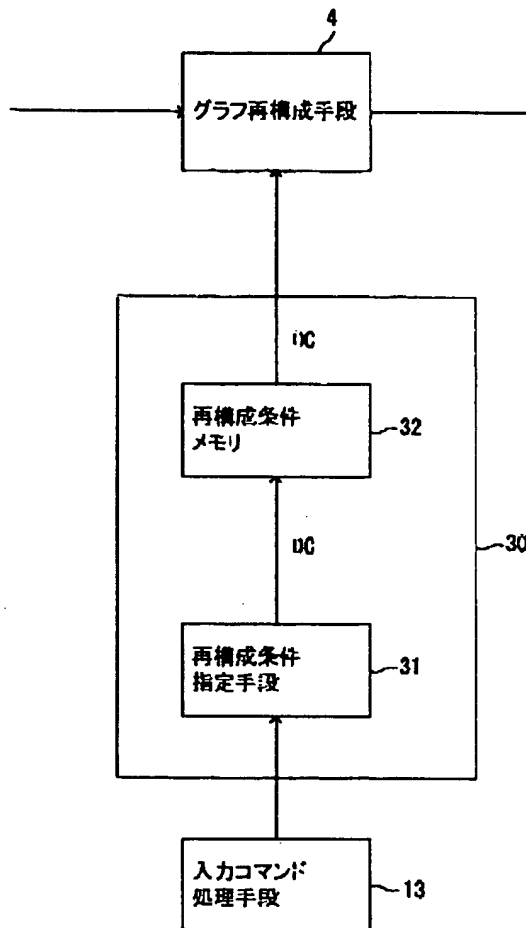 4
グラフ再構成手段
DC
再構成条件
メモリ
32
DC
30
再構成条件
指定手段
31
入力コマンド
処理手段
13